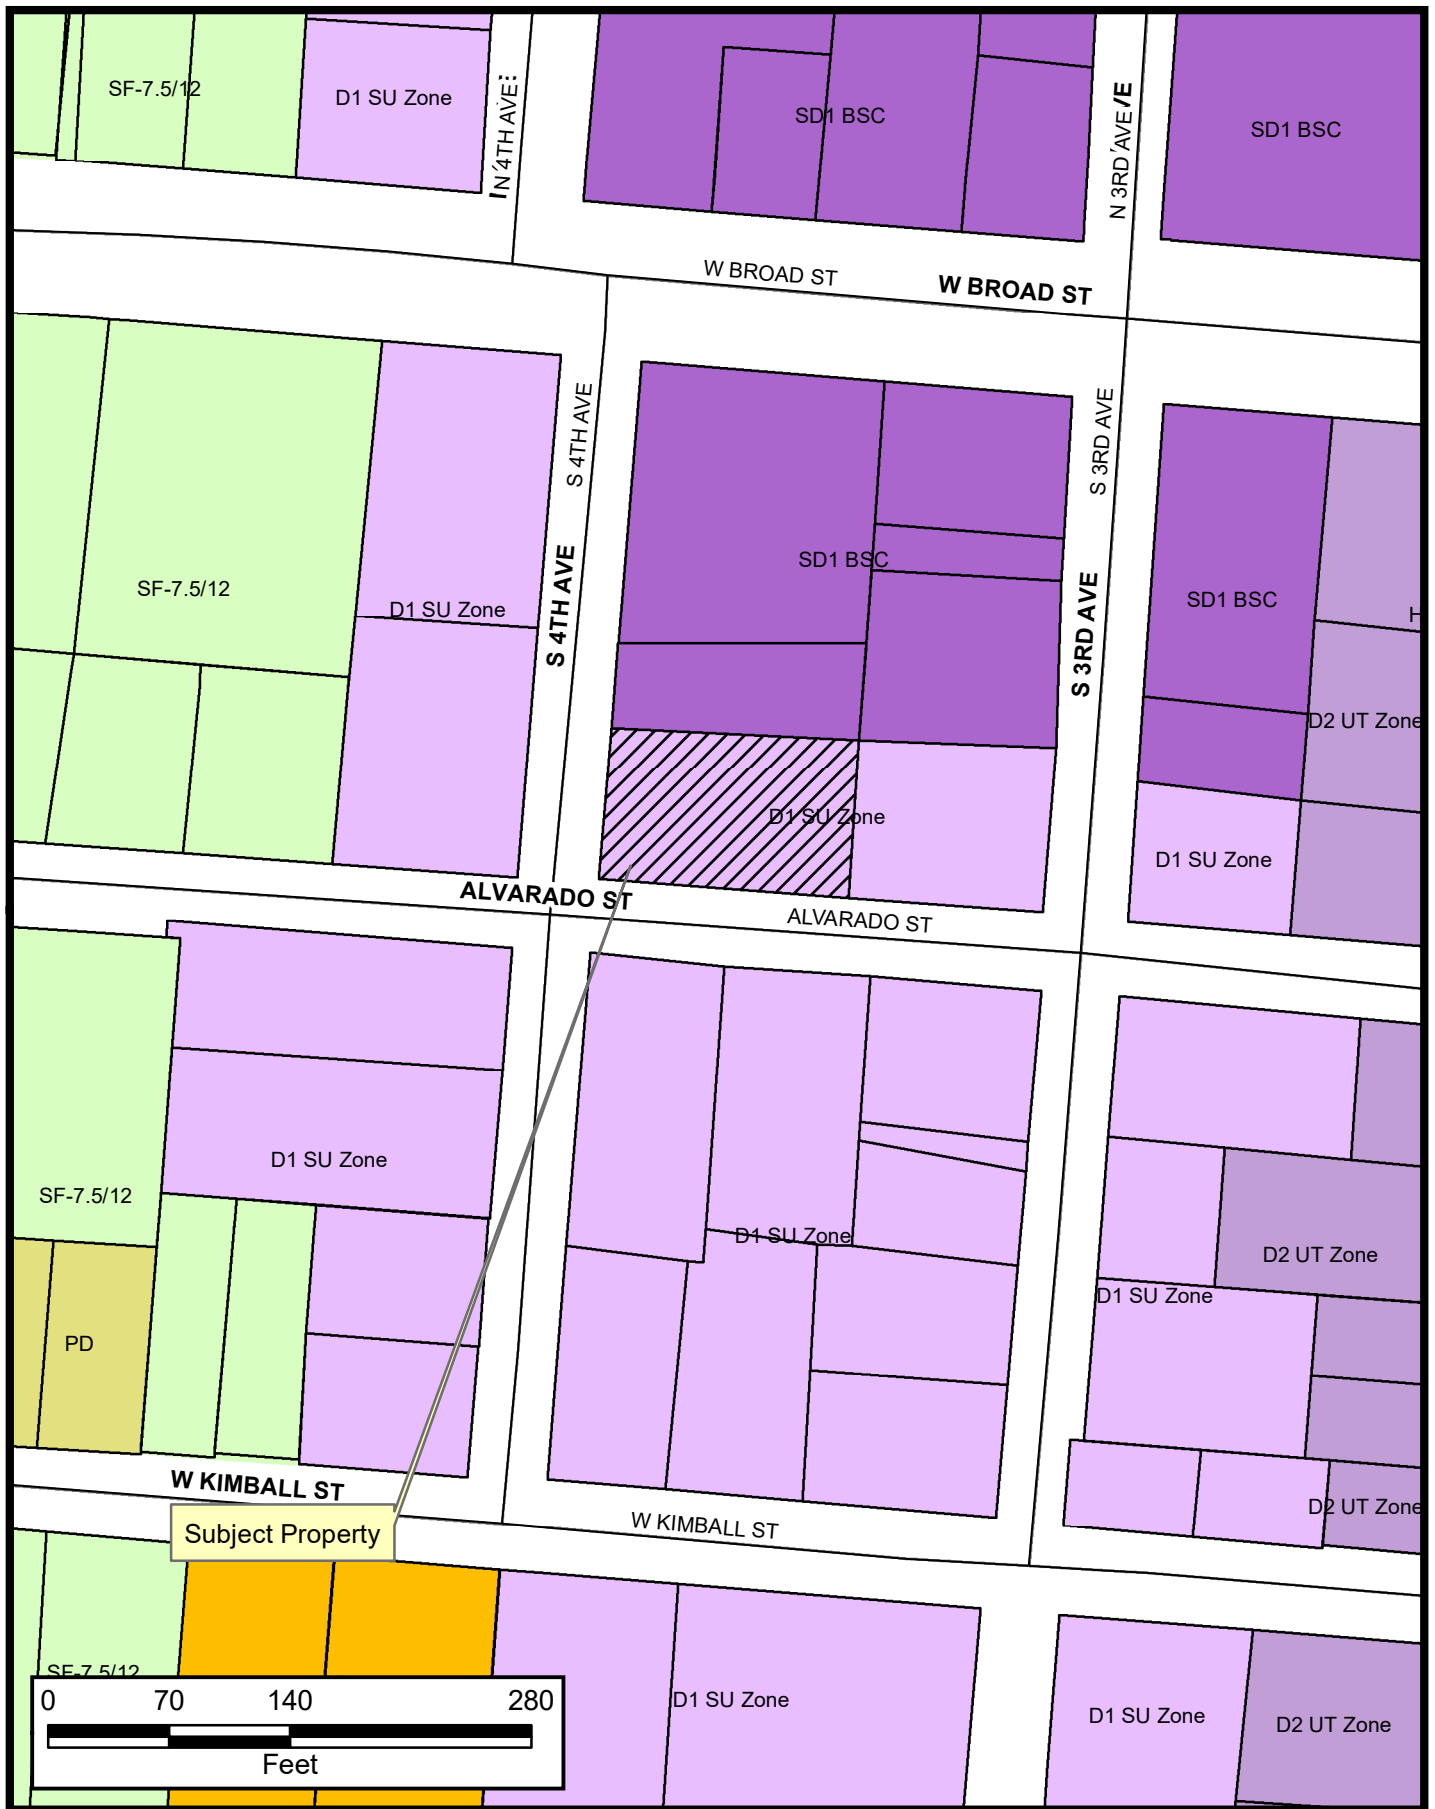 SF-7.5/12
D1 SU Zone
N 4TH AVE
SD1 BSC
N 3RD AVE
SD1 BSC
W BROAD ST
W BROAD ST
S 4TH AVE
S 3RD AVE
SD1 BSC
SF-7.5/12
D1 SU Zone
S 4TH AVE
S 3RD AVE
SD1 BSC
H
D2 UT Zone
D1 SU Zone
D1 SU Zone
ALVARADO ST
ALVARADO ST
D1 SU Zone
SF-7.5/12
D1 SU Zone
D2 UT Zone
D1 SU Zone
PD
W KIMBALL ST
D2 UT Zone
Subject Property
W KIMBALL ST
SF-7.5/12
D1 SU Zone
D1 SU Zone
D2 UT Zone
0 70 140 280
Feet